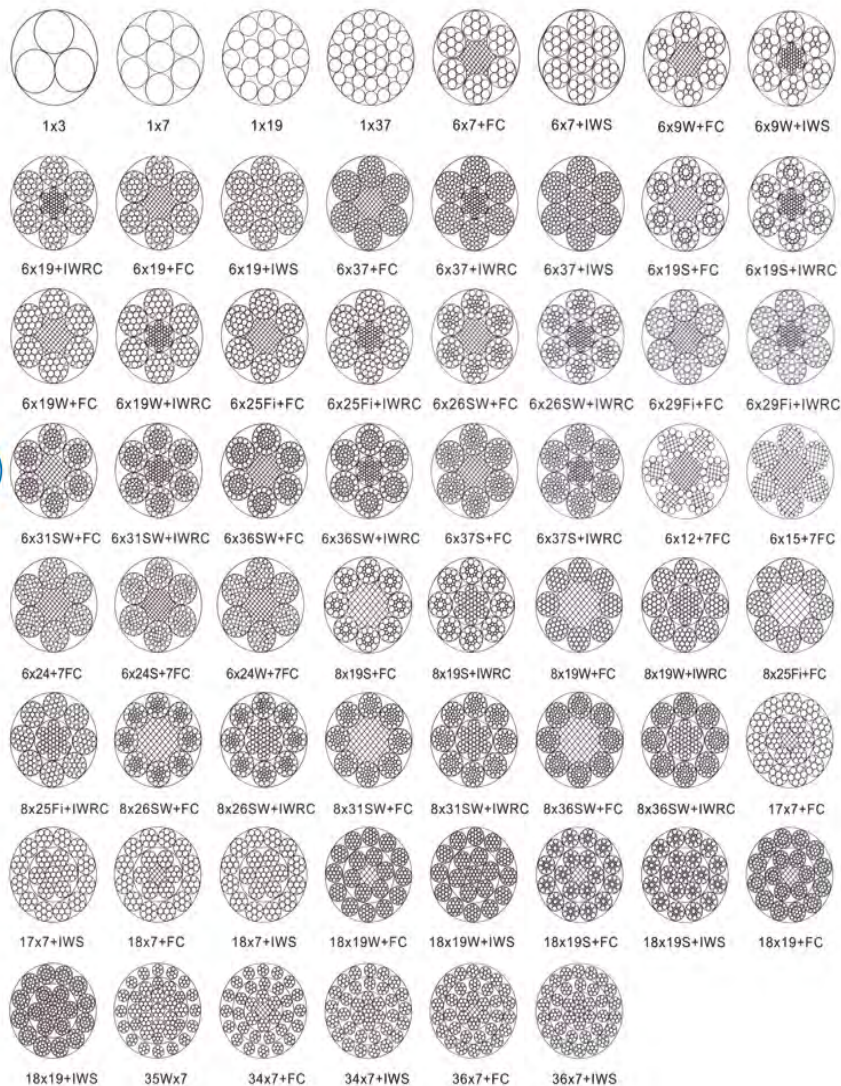 1x3 1x7 1x19 1x37 6x7+FC 6x7+IWS 6x9W+FC 6x9W+IWS
6x19+IWRC 6x19+FC 6x19+IWS 6x37+FC 6x37+IWRC 6x37+IWS 6x19S+FC 6x19S+IWRC
6x19W+FC 6x19W+IWRC 6x25Fi+FC 6x25Fi+IWRC 6x26SW+FC 6x26SW+IWRC 6x29Fi+FC 6x29Fi+IWRC
6x31SW+FC 6x31SW+IWRC 6x36SW+FC 6x36SW+IWRC 6x37S+FC 6x37S+IWRC 6x12+7FC 6x15+7FC
6x24+7FC 6x24S+7FC 6x24W+7FC 8x19S+FC 8x19S+IWRC 8x19W+FC 8x19W+IWRC 8x25Fi+FC
8x25Fi+IWRC 8x26SW+FC 8x26SW+IWRC 8x31SW+FC 8x31SW+IWRC 8x36SW+FC 8x36SW+IWRC 17x7+FC
17x7+IWS 18x7+FC 18x7+IWS 18x19W+FC 18x19W+IWS 18x19S+FC 18x19S+IWS 18x19+FC
18x19+IWS 35Wx7 34x7+FC 34x7+IWS 36x7+FC 36x7+IWS